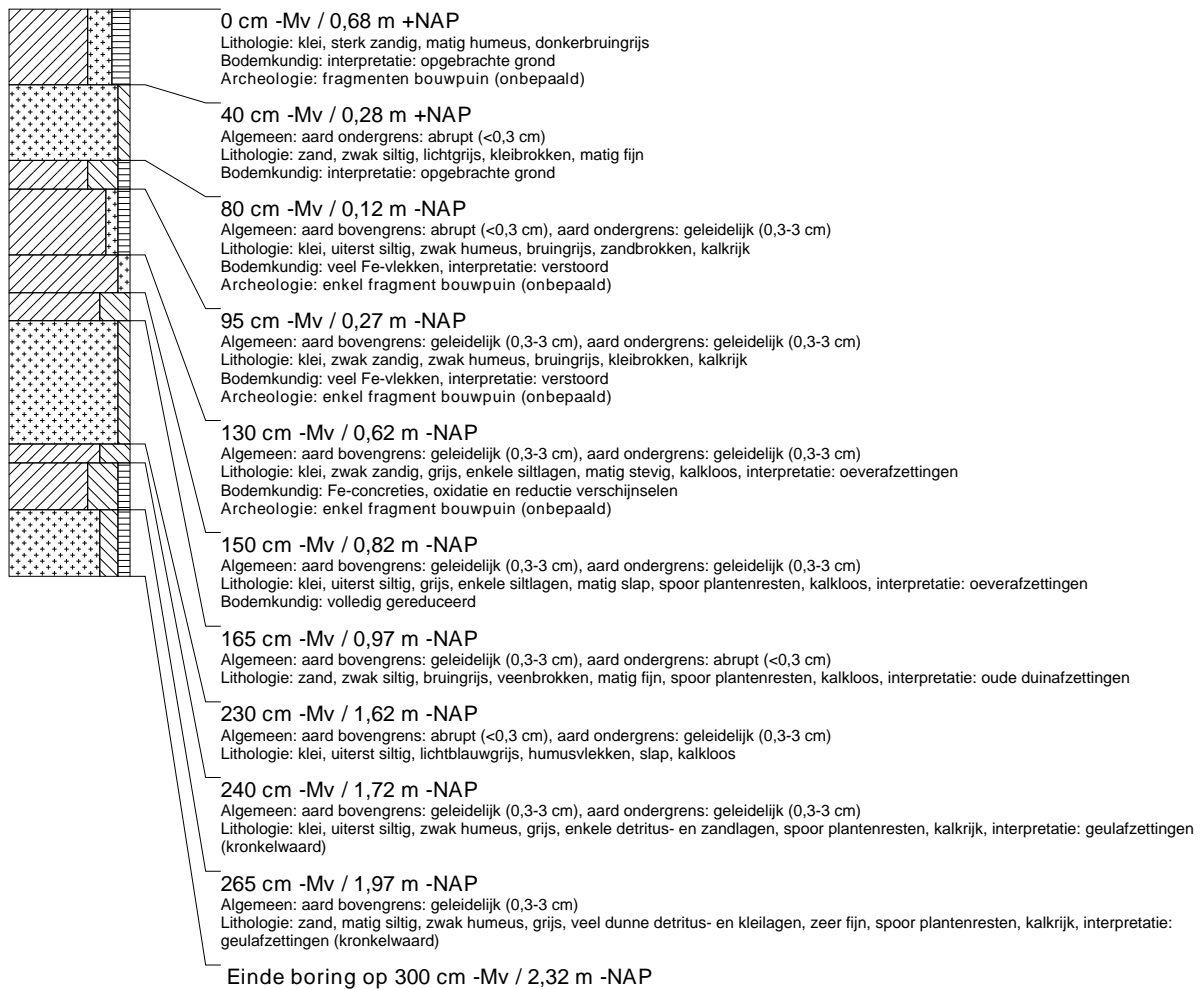 0 cm -Mv / 0,68 m +NAP
Lithologie: klei, sterk zandig, matig humeus, donkerbruingrijs
Bodemkundig: interpretatie: opgebrachte grond
Archeologie: fragmenten bouwpuin (onbepaald)
40 cm -Mv / 0,28 m +NAP
Algemeen: aard ondergrens: abrupt (<0,3 cm)
Lithologie: zand, zwak siltig, lichtgrijs, kleibrokken, matig fijn
Bodemkundig: interpretatie: opgebrachte grond
80 cm -Mv / 0,12 m -NAP
Algemeen: aard bovengrens: abrupt (<0,3 cm), aard ondergrens: geleidelijk (0,3-3 cm)
Lithologie: klei, uiterst siltig, zwak humeus, bruingrijs, zandbrokken, kalkrijk
Bodemkundig: veel Fe-vlekken, interpretatie: verstoord
Archeologie: enkel fragment bouwpuin (onbepaald)
95 cm -Mv / 0,27 m -NAP
Algemeen: aard bovengrens: geleidelijk (0,3-3 cm), aard ondergrens: geleidelijk (0,3-3 cm)
Lithologie: klei, zwak zandig, zwak humeus, bruingrijs, kleibrokken, kalkrijk
Bodemkundig: veel Fe-vlekken, interpretatie: verstoord
Archeologie: enkel fragment bouwpuin (onbepaald)
130 cm -Mv / 0,62 m -NAP
Algemeen: aard bovengrens: geleidelijk (0,3-3 cm), aard ondergrens: geleidelijk (0,3-3 cm)
Lithologie: klei, zwak zandig, grijs, enkele siltlagen, matig stevig, kalkloos, interpretatie: oeverafzettingen
Bodemkundig: Fe-concreties, oxidatie en reductie verschijnselen
Archeologie: enkel fragment bouwpuin (onbepaald)
150 cm -Mv / 0,82 m -NAP
Algemeen: aard bovengrens: geleidelijk (0,3-3 cm), aard ondergrens: geleidelijk (0,3-3 cm)
Lithologie: klei, uiterst siltig, grijs, enkele siltlagen, matig slap, spoor plantenresten, kalkloos, interpretatie: oeverafzettingen
Bodemkundig: volledig gereduceerd
165 cm -Mv / 0,97 m -NAP
Algemeen: aard bovengrens: geleidelijk (0,3-3 cm), aard ondergrens: abrupt (<0,3 cm)
Lithologie: zand, zwak siltig, bruingrijs, veenbrokken, matig fijn, spoor plantenresten, kalkloos, interpretatie: oude duinafzettingen
230 cm -Mv / 1,62 m -NAP
Algemeen: aard bovengrens: abrupt (<0,3 cm), aard ondergrens: geleidelijk (0,3-3 cm)
Lithologie: klei, uiterst siltig, lichtblauwgrijs, humusvlekken, slap, kalkloos
240 cm -Mv / 1,72 m -NAP
Algemeen: aard bovengrens: geleidelijk (0,3-3 cm), aard ondergrens: geleidelijk (0,3-3 cm)
Lithologie: klei, uiterst siltig, zwak humeus, grijs, enkele detritus- en zandlagen, spoor plantenresten, kalkrijk, interpretatie: geulafzettingen
(kronkelwaard)
265 cm -Mv / 1,97 m -NAP
Algemeen: aard bovengrens: geleidelijk (0,3-3 cm)
Lithologie: zand, matig siltig, zwak humeus, grijs, veel dunne detritus- en kleilagen, zeer fijn, spoor plantenresten, kalkrijk, interpretatie:
geulafzettingen (kronkelwaard)
Einde boring op 300 cm -Mv / 2,32 m -NAP